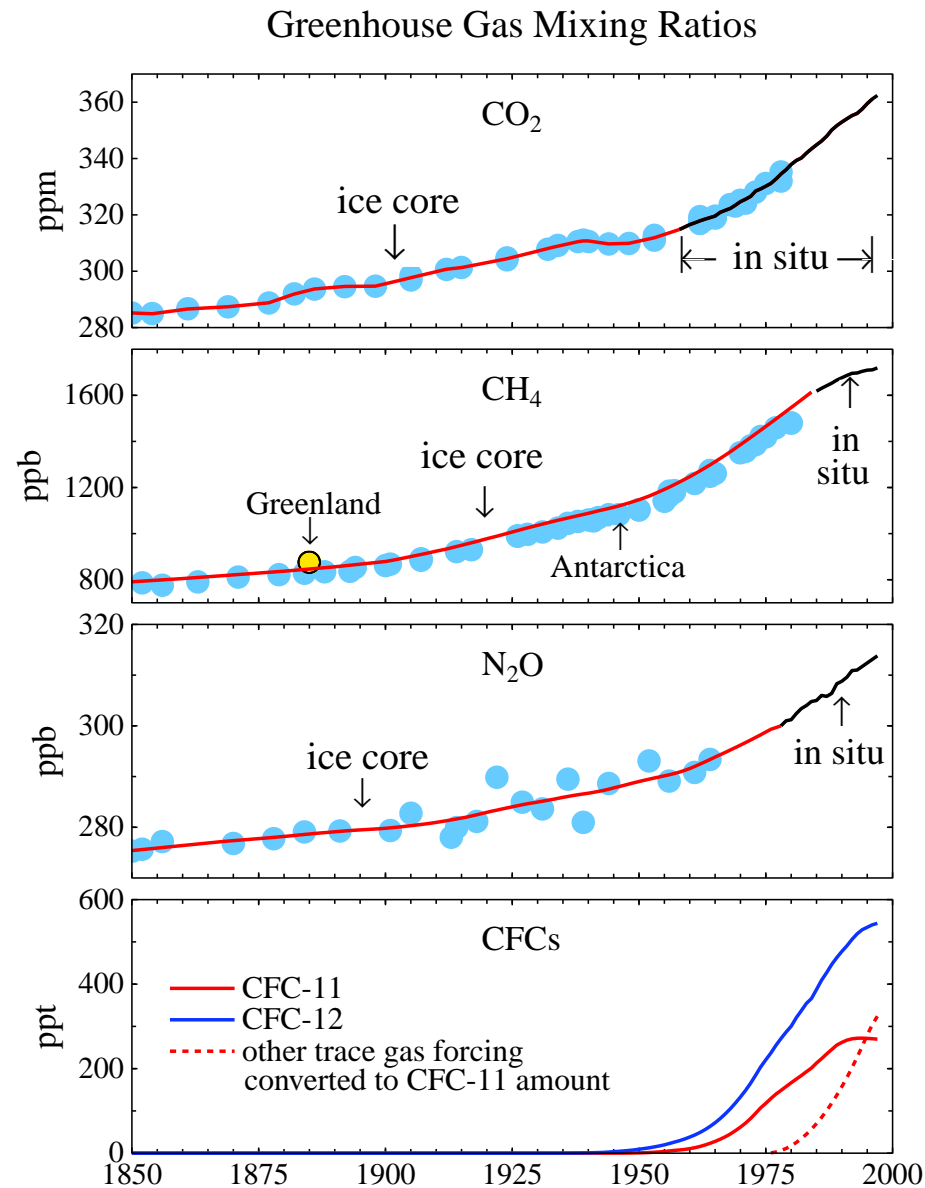 Greenhouse Gas Mixing Ratios
CO₂
ppm
360
340
320
300
280
ice core
in situ
CH₄
ppb
1600
1200
800
ice core
Greenland
Antarctica
in
situ
N₂O
ppb
320
300
280
ice core
in situ
CFCs
ppt
600
400
200
0
CFC-11
CFC-12
other trace gas forcing
converted to CFC-11 amount
1850 1875 1900 1925 1950 1975 2000